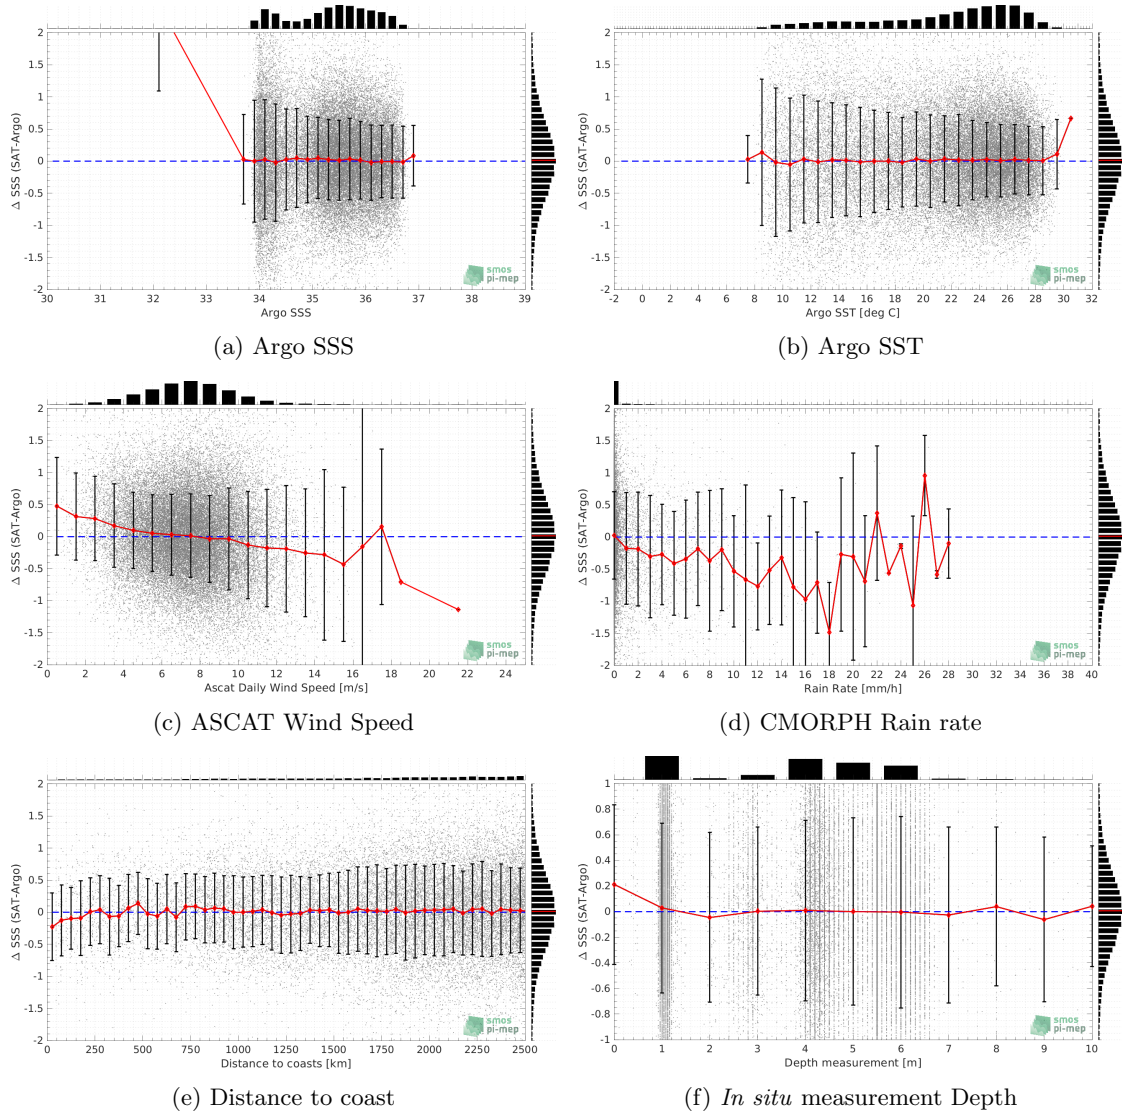 2
1.5
1
0.5
0
-0.5
-1
-1.5
-2
Δ SSS (SAT-Argo)
30 31 32 33 34 35 36 37 38 39
Argo SSS
smos
pi-mep
(a) Argo SSS
2
1.5
1
0.5
0
-0.5
-1
-1.5
-2
Δ SSS (SAT-Argo)
-2 0 2 4 6 8 10 12 14 16 18 20 22 24 26 28 30 32
Argo SST [deg C]
smos
pi-mep
(b) Argo SST
2
1.5
1
0.5
0
-0.5
-1
-1.5
-2
Δ SSS (SAT-Argo)
0 2 4 6 8 10 12 14 16 18 20 22 24
Ascat Daily Wind Speed [m/s]
smos
pi-mep
(c) ASCAT Wind Speed
2
1.5
1
0.5
0
-0.5
-1
-1.5
-2
Δ SSS (SAT-Argo)
0 2 4 6 8 10 12 14 16 18 20 22 24 26 28 30 32 34 36 38 40
Rain Rate [mm/h]
smos
pi-mep
(d) CMORPH Rain rate
2
1.5
1
0.5
0
-0.5
-1
-1.5
-2
Δ SSS (SAT-Argo)
0 250 500 750 1000 1250 1500 1750 2000 2250 2500
Distance to coasts [km]
smos
pi-mep
(e) Distance to coast
1
0.8
0.6
0.4
0.2
0
-0.2
-0.4
-0.6
-0.8
-1
Δ SSS (SAT-Argo)
0 1 2 3 4 5 6 7 8 9 10
Depth measurement [m]
smos
pi-mep
(f) In situ measurement Depth